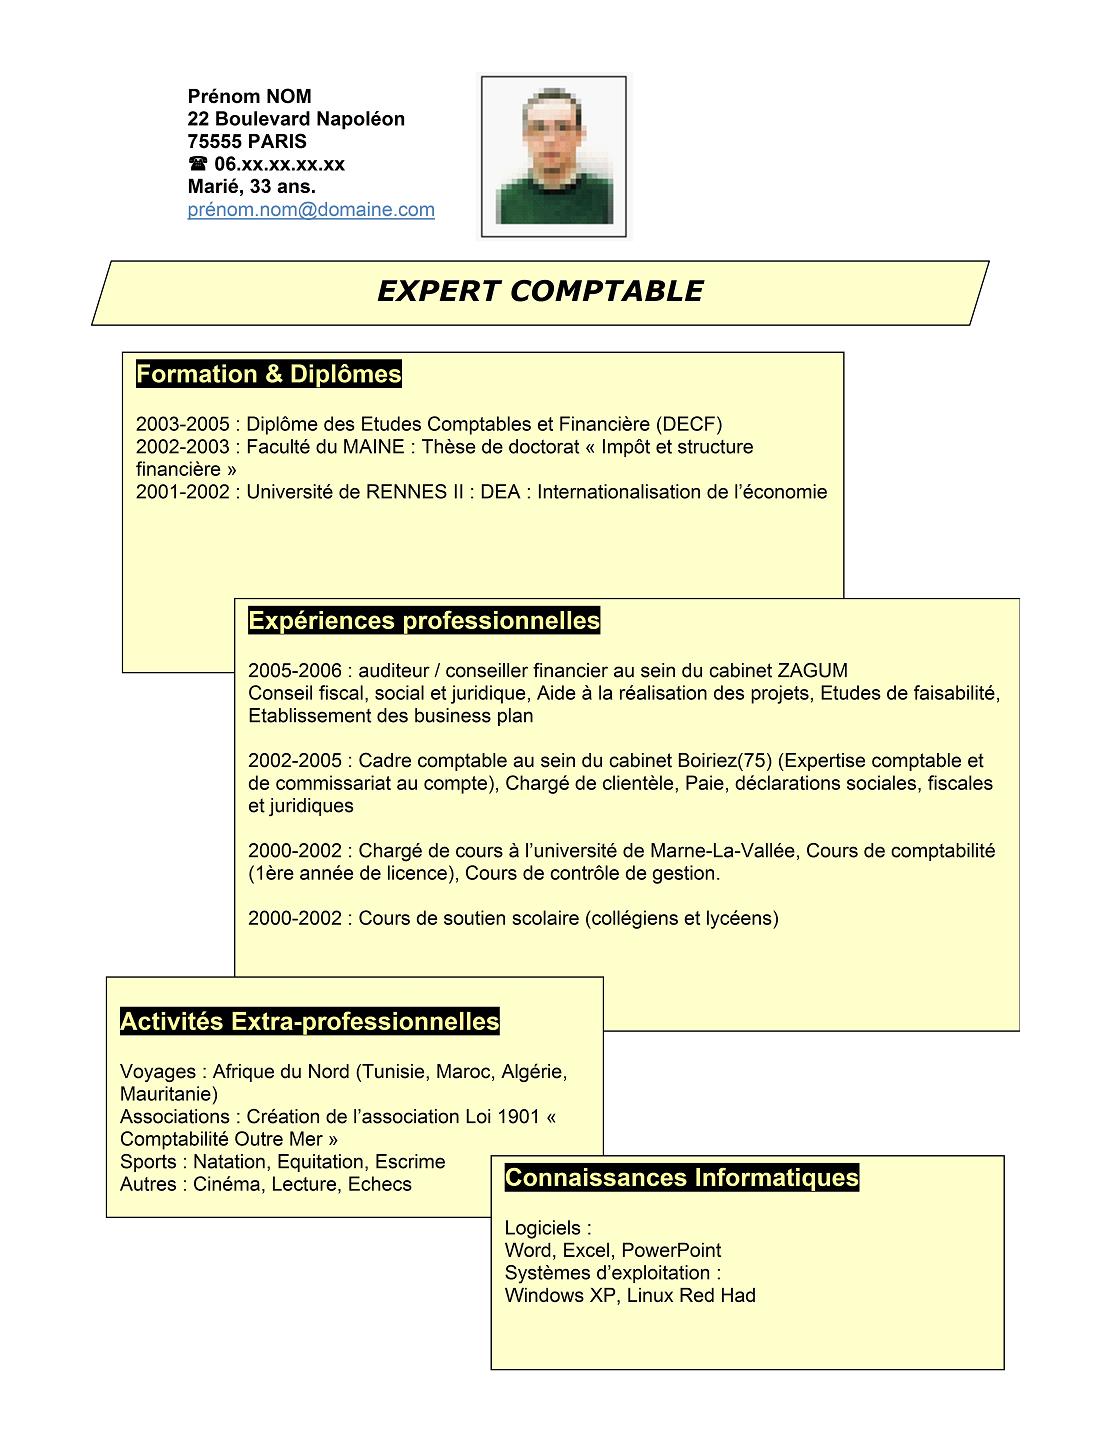 Prénom NOM
22 Boulevard Napoléon
75555 PARIS
☎ 06.xx.xx.xx.xx
Marié, 33 ans.
prénom.nom@domaine.com
EXPERT COMPTABLE
Formation & Diplômes
2003-2005 : Diplôme des Etudes Comptables et Financière (DECF)
2002-2003 : Faculté du MAINE : Thèse de doctorat « Impôt et structure
financière »
2001-2002 : Université de RENNES II : DEA : Internationalisation de l’économie
Expériences professionnelles
2005-2006 : auditeur / conseiller financier au sein du cabinet ZAGUM
Conseil fiscal, social et juridique, Aide à la réalisation des projets, Etudes de faisabilité,
Etablissement des business plan
2002-2005 : Cadre comptable au sein du cabinet Boiriez(75) (Expertise comptable et
de commissariat au compte), Chargé de clientèle, Paie, déclarations sociales, fiscales
et juridiques
2000-2002 : Chargé de cours à l’université de Marne-La-Vallée, Cours de comptabilité
(1ère année de licence), Cours de contrôle de gestion.
2000-2002 : Cours de soutien scolaire (collégiens et lycéens)
Activités Extra-professionnelles
Voyages : Afrique du Nord (Tunisie, Maroc, Algérie,
Mauritanie)
Associations : Création de l’association Loi 1901 «
Comptabilité Outre Mer »
Sports : Natation, Equitation, Escrime
Autres : Cinéma, Lecture, Echecs
Connaissances Informatiques
Logiciels :
Word, Excel, PowerPoint
Systèmes d’exploitation :
Windows XP, Linux Red Had